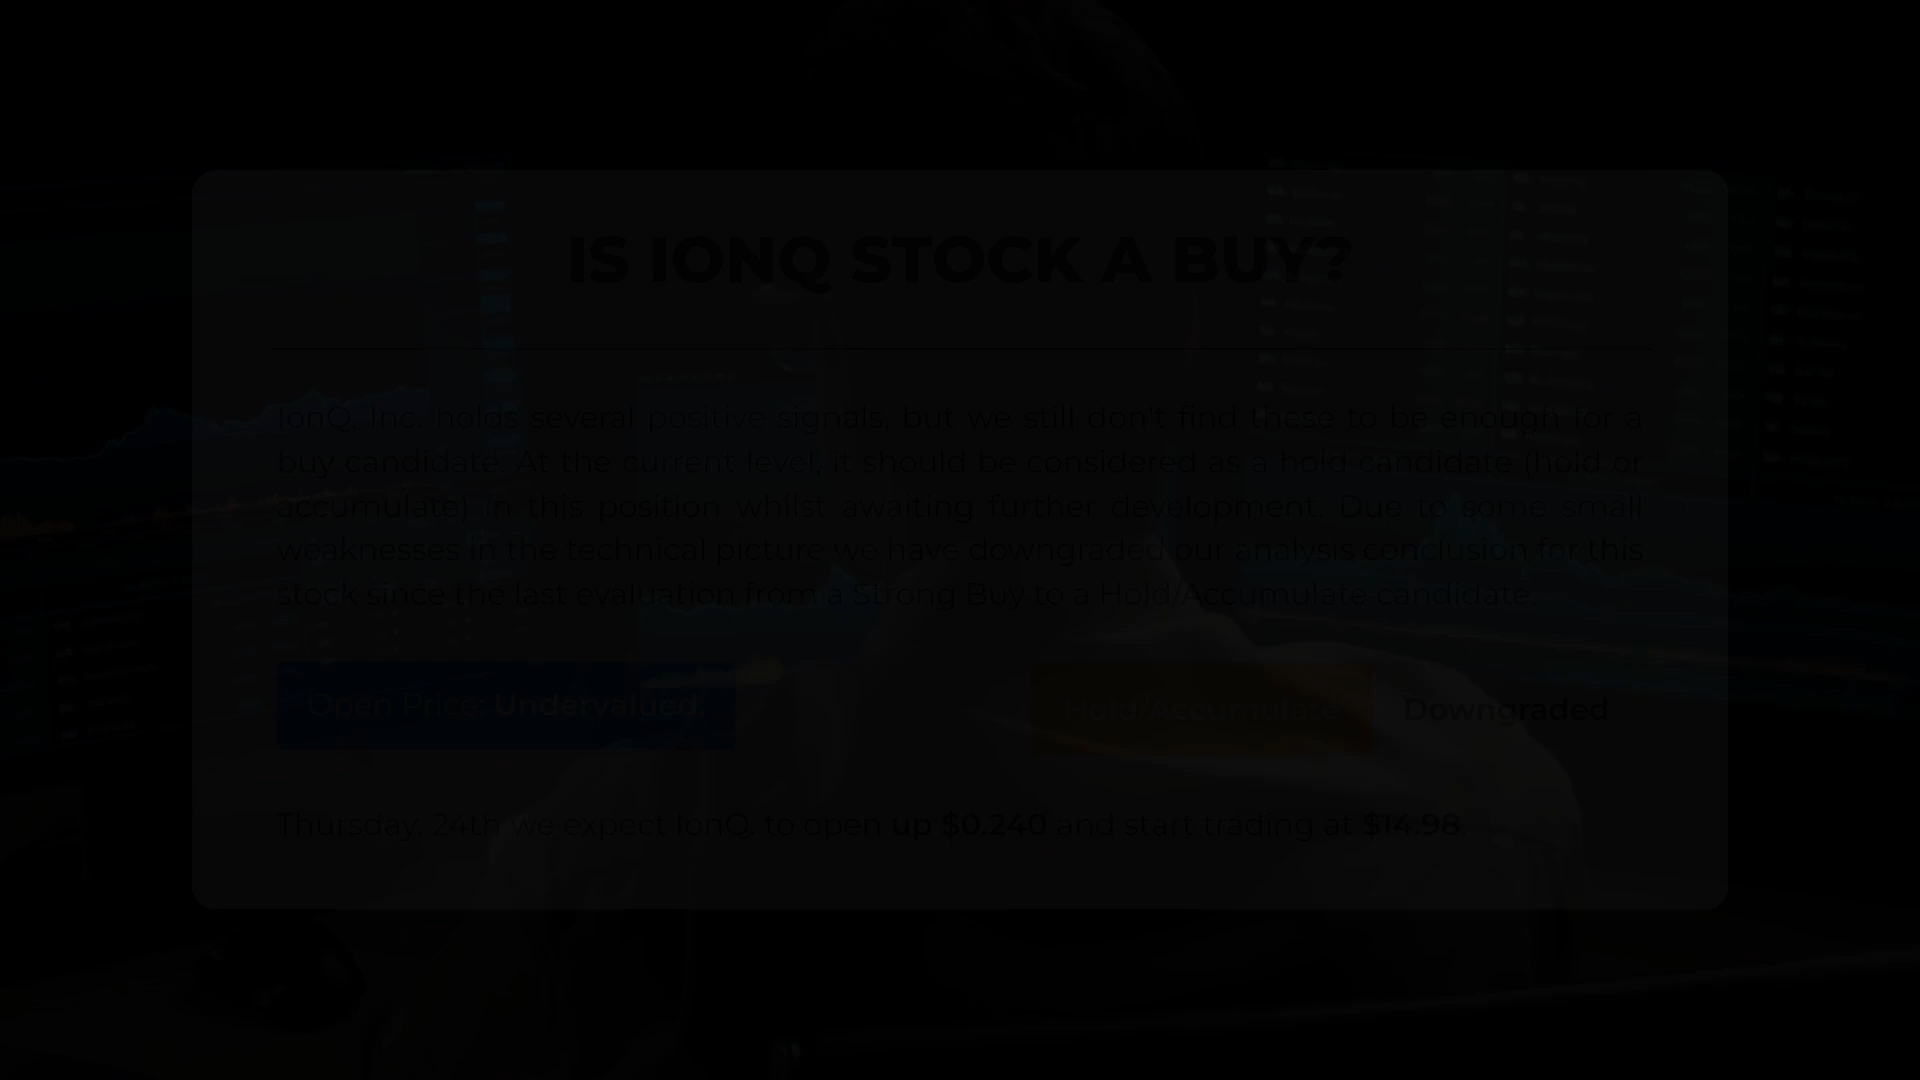 IS IONQ STOCK A BUY?
IonQ, Inc. holds several positive signals, but we still don't find these to be enough for a
buy candidate. At the current level, it should be considered as a hold candidate (hold or
accumulate) in this position whilst awaiting further development. Due to some small
weaknesses in the technical picture we have downgraded our analysis conclusion for this
stock since the last evaluation from a Strong Buy to a Hold/Accumulate candidate.
Open Price: Undervalued.
Hold/Accumulate Downgraded
Thursday, 24th we expect IonQ, to open up $0.240 and start trading at $14.98.